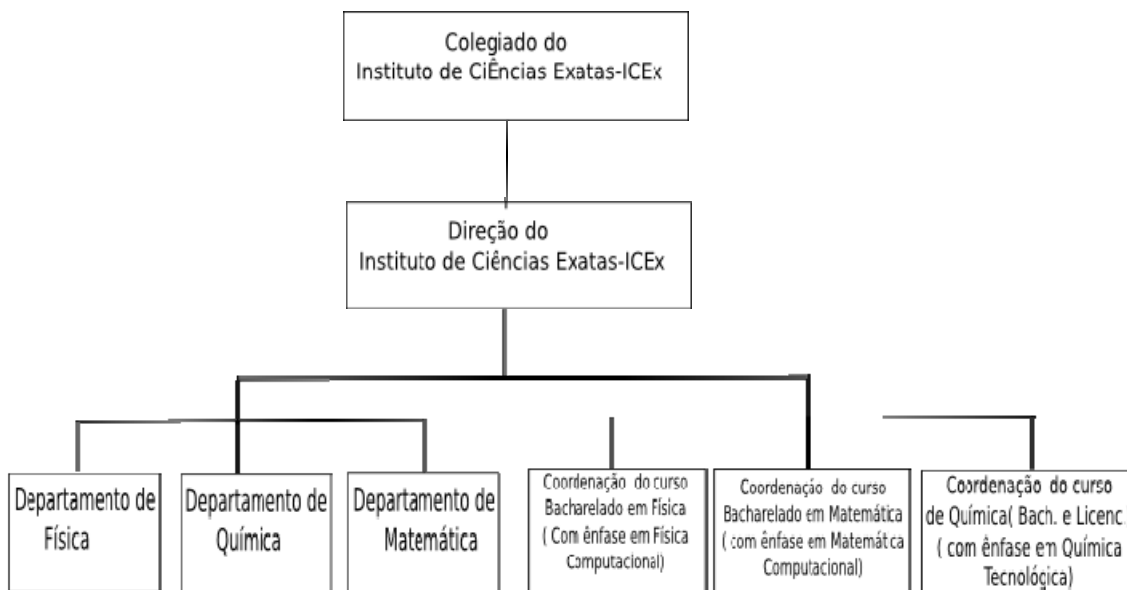 Colegiado do
Instituto de CiÊncias Exatas-ICEx
Direção do
Instituto de Ciências Exatas-ICEx
Departamento de
Física
Departamento de
Química
Departamento de
Matemática
Coordenação do curso
Bacharelado em Física
( Com ênfase em Física
Computacional)
Coordenação do curso
Bacharelado em Matemática
( com ênfase em Matemática
Computacional)
Coordenação do curso
de Química( Bach. e Licenc.
( com ênfase em Química
Tecnológica)